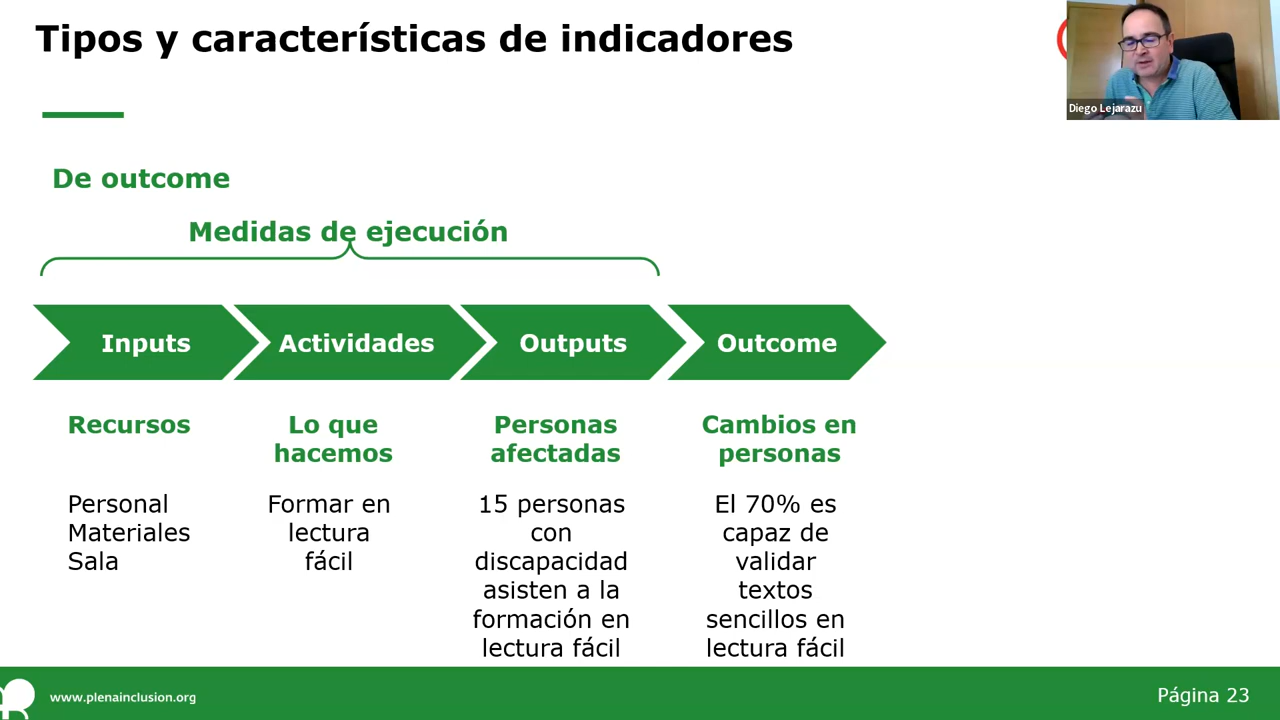 Tipos y características de indicadores
Diego Lejarazu
De outcome
Medidas de ejecución
Inputs
Actividades
Outputs
Outcome
Recursos
Lo que
hacemos
Personas
afectadas
Cambios en
personas
Personal
Materiales
Sala
Formar en
lectura
fácil
15 personas
con
discapacidad
asisten a la
formación en
lectura fácil
El 70% es
capaz de
validar
textos
sencillos en
lectura fácil
www.plenainclusion.org
Página 23